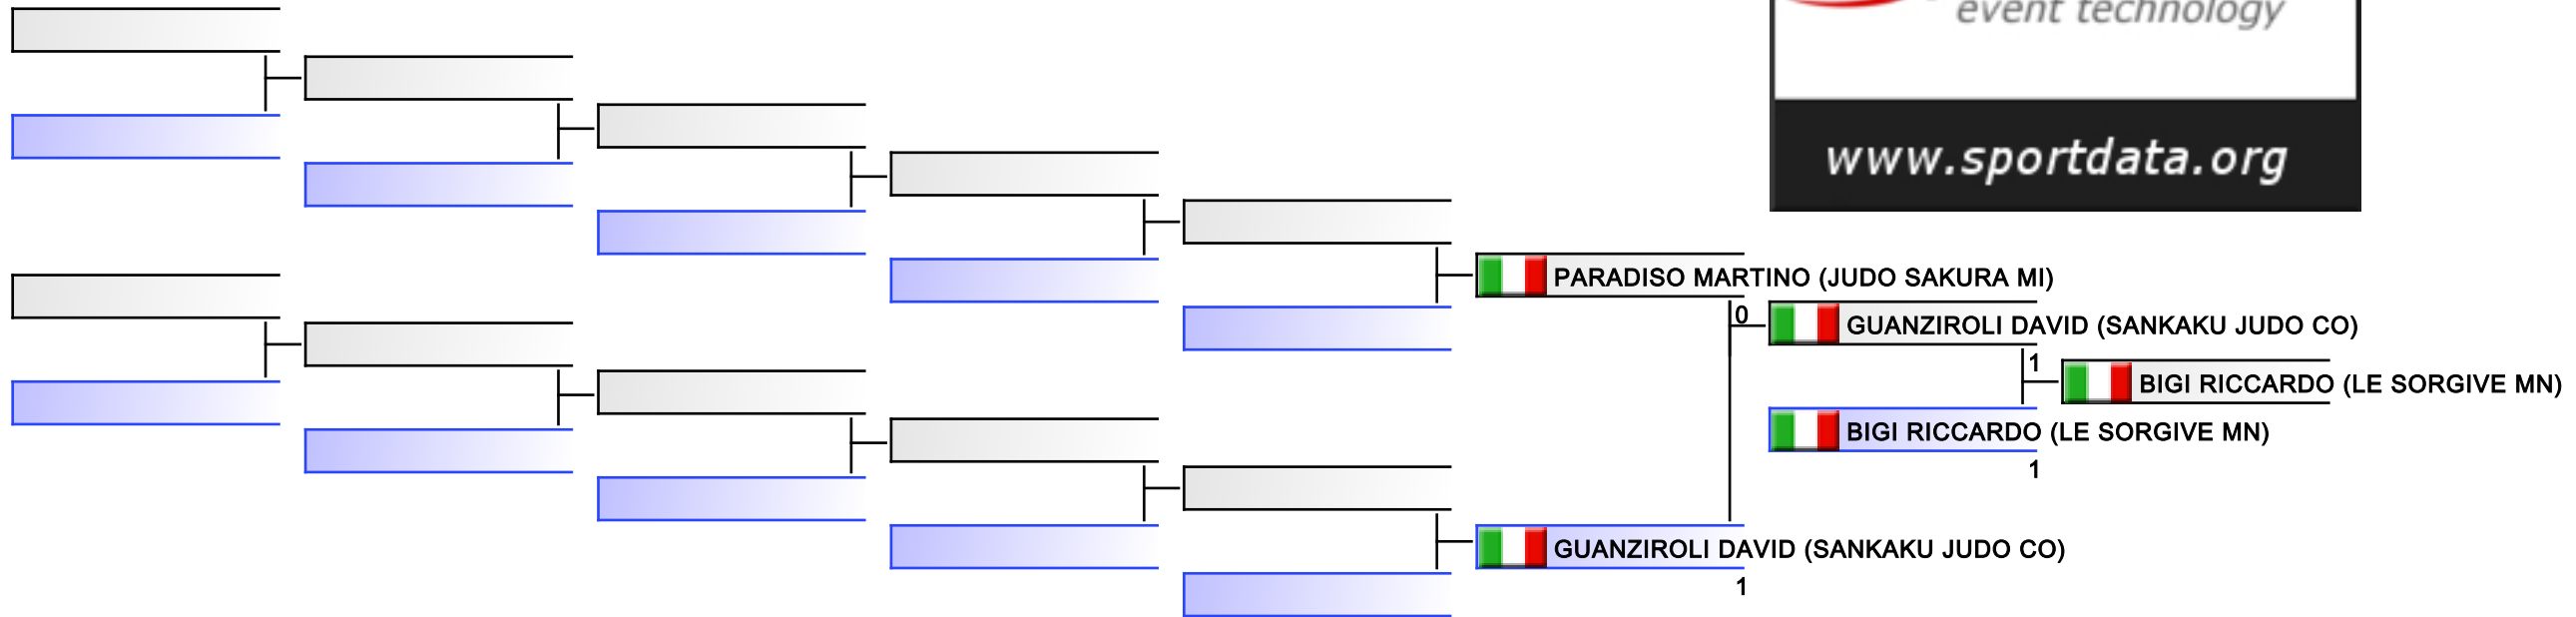 event technology
www.sportdata.org
PARADISO MARTINO (JUDO SAKURA MI)
0
GUANZIROLI DAVID (SANKAKU JUDO CO)
1
BIGI RICCARDO (LE SORGIVE MN)
BIGI RICCARDO (LE SORGIVE MN)
1
GUANZIROLI DAVID (SANKAKU JUDO CO)
1